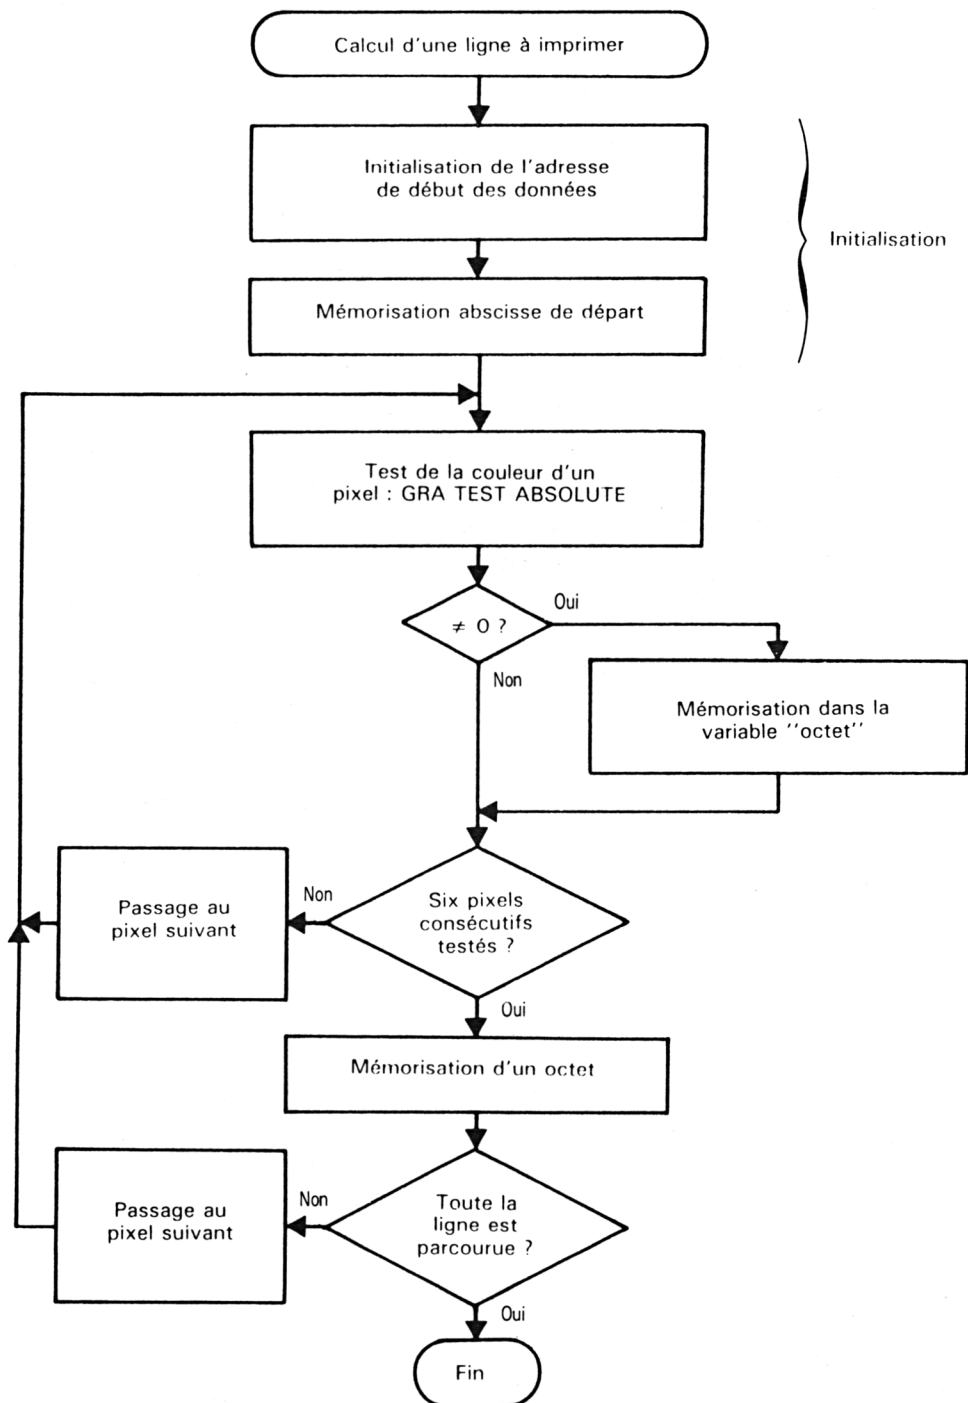 Calcul d'une ligne à imprimer
Initialisation de l'adresse
de début des données
Initialisation
Mémorisation abscisse de départ
Test de la couleur d'un
pixel : GRA TEST ABSOLUTE
≠ 0 ?
Oui
Non
Mémorisation dans la
variable ''octet''
Six pixels
consécutifs
testés ?
Non
Passage au
pixel suivant
Oui
Mémorisation d'un octet
Toute la
ligne est
parcourue ?
Non
Passage au
pixel suivant
Oui
Fin